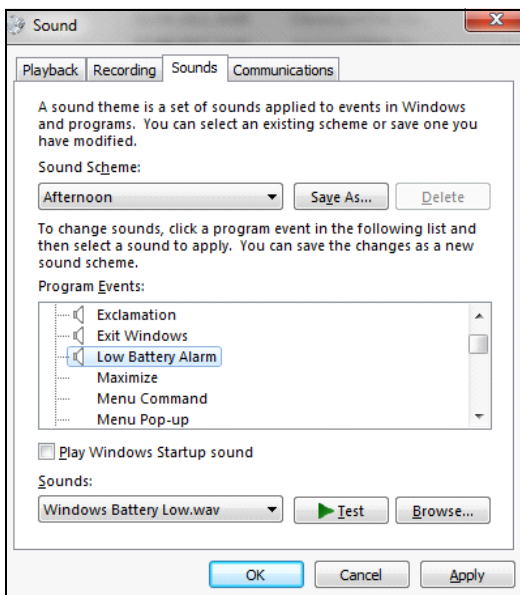 Sound
Playback Recording Sounds Communications
A sound theme is a set of sounds applied to events in Windows
and programs. You can select an existing scheme or save one you
have modified.
Sound Scheme:
Afternoon Save As... Delete
To change sounds, click a program event in the following list and
then select a sound to apply. You can save the changes as a new
sound scheme.
Program Events:
Exclamation
Exit Windows
Low Battery Alarm
Maximize
Menu Command
Menu Pop-up
Play Windows Startup sound
Sounds:
Windows Battery Low.wav Test Browse...
OK Cancel Apply